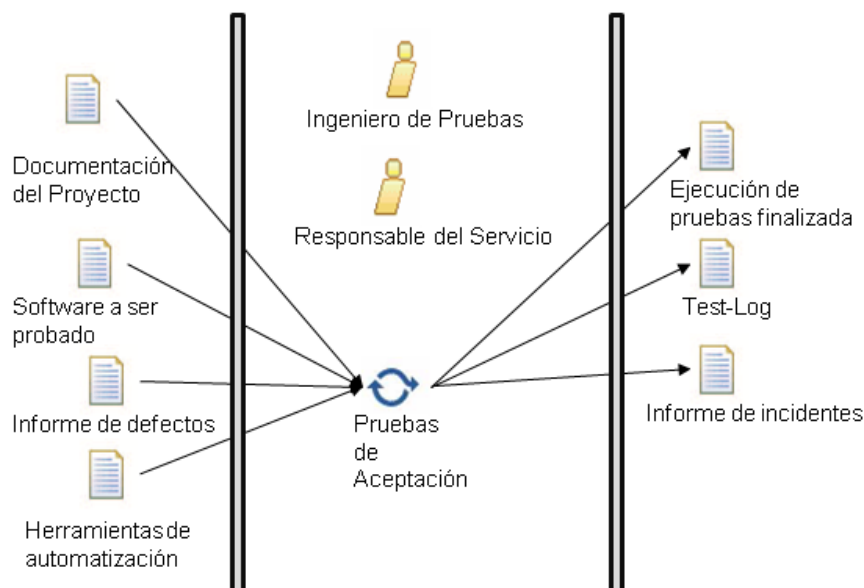 Documentación
del Proyecto
Software a ser
probado
Informe de defectos
Herramientas de
automatización
Ingeniero de Pruebas
Responsable del Servicio
Pruebas
de
Aceptación
Ejecución de
pruebas finalizada
Test-Log
Informe de incidentes